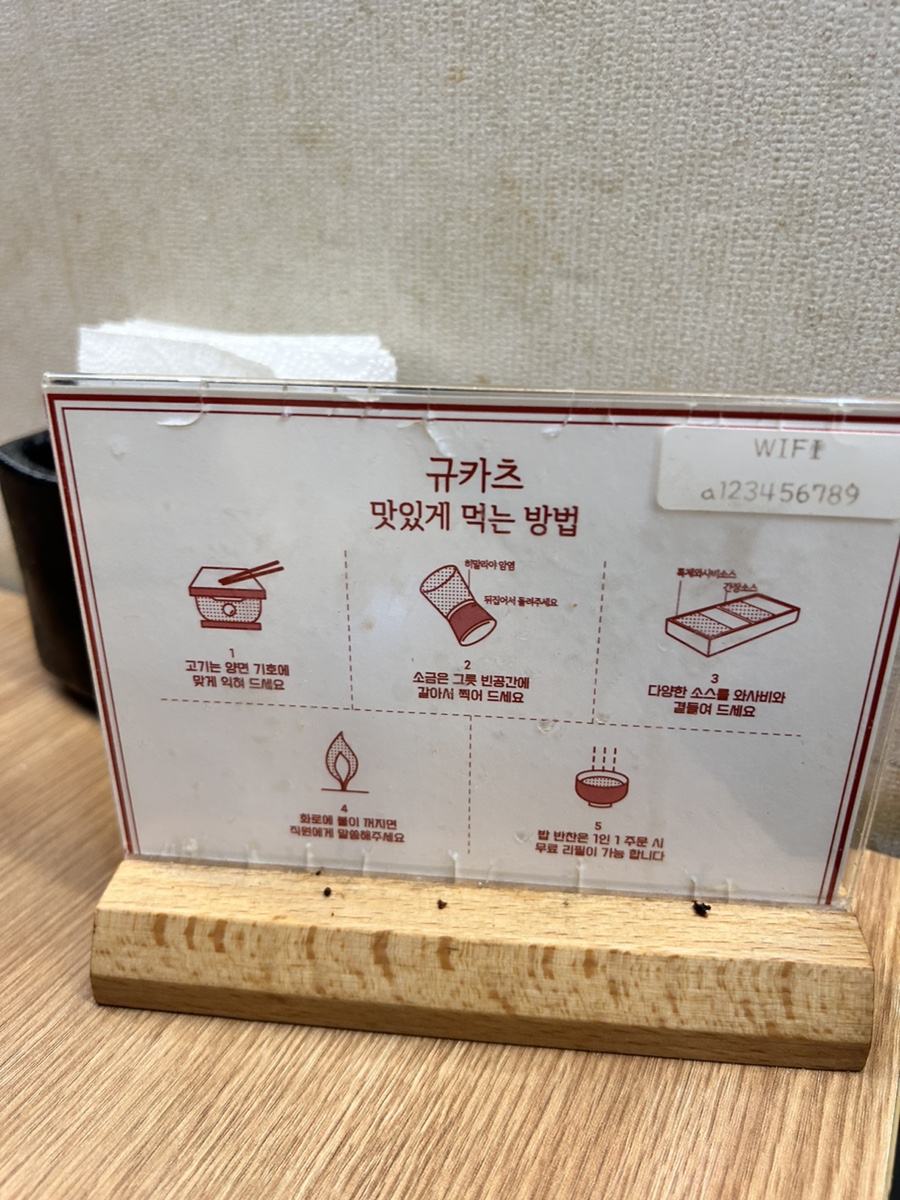 WIFI
a123456789
규카츠
맛있게 먹는 방법
1
고기는 양면 기호에
맞게 익혀 드세요
히말라야 암염
뒤집어서 돌려주세요
2
소금은 그릇 빈공간에
갈아서 찍어 드세요
특제와사비소스
간장소스
3
다양한 소스를 와사비와
곁들여 드세요
4
화로에 불이 꺼지면
직원에게 말씀해주세요
5
밥 반찬은 1인 1 주문 시
무료 리필이 가능 합니다